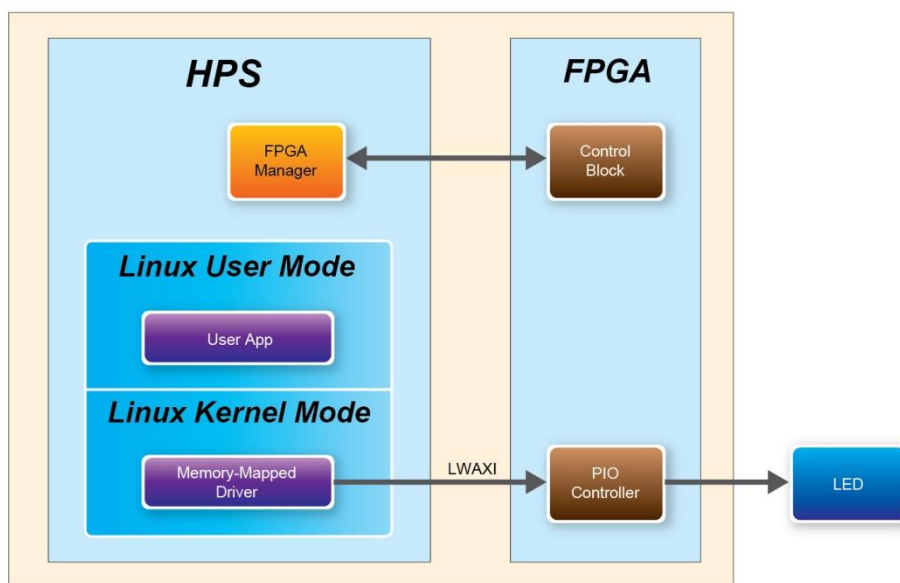 HPS
FPGA
FPGA
Manager
Control
Block
Linux User Mode
User App
Linux Kernel Mode
Memory-Mapped
Driver
LWAXI
PIO
Controller
LED